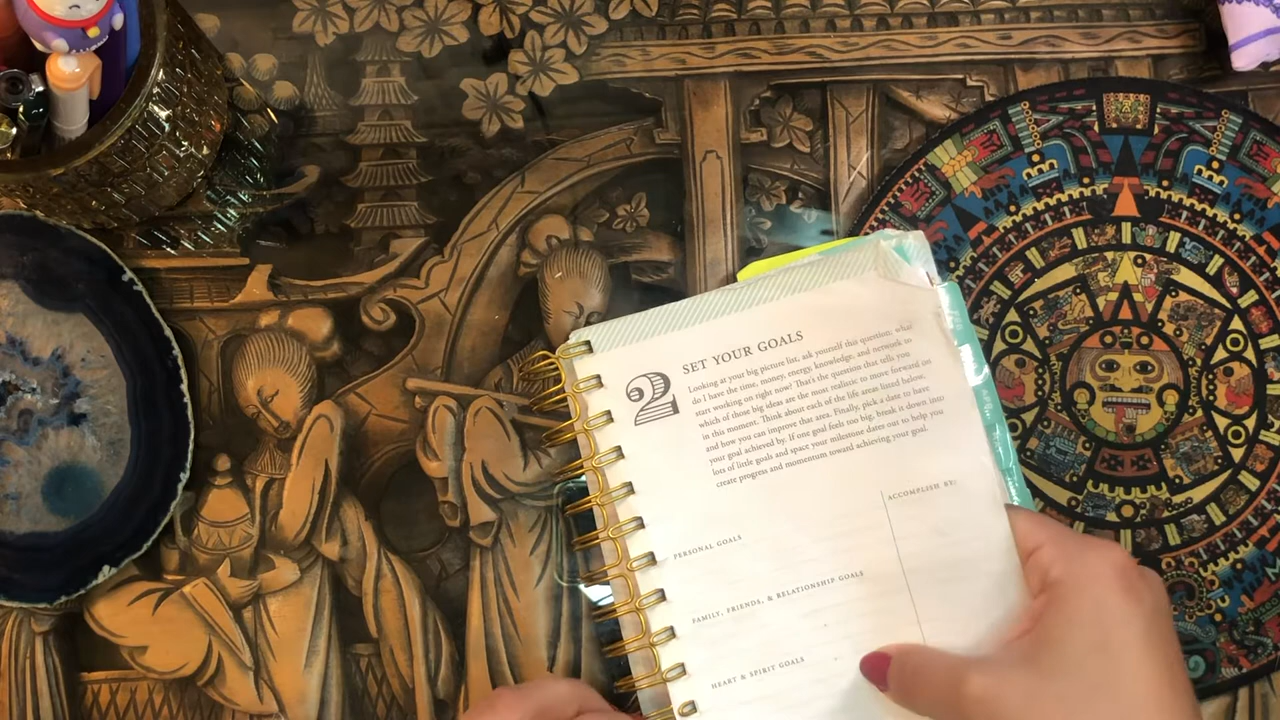 2
SET YOUR GOALS
Looking at your big picture list, ask yourself this question: what
do I have the time, money, energy, knowledge, and network to
start working on right now? That's the question that tells you
which of those big ideas are the most realistic to move forward on
in this moment. Think about each of the life areas listed below,
and how you can improve that area. Finally, pick a date to have
your goal achieved by. If one goal feels too big, break it down into
lots of little goals and space your milestone dates out to help you
create progress and momentum toward achieving your goal.
ACCOMPLISH BY:
PERSONAL GOALS
FAMILY, FRIENDS, & RELATIONSHIP GOALS
HEART & SPIRIT GOALS